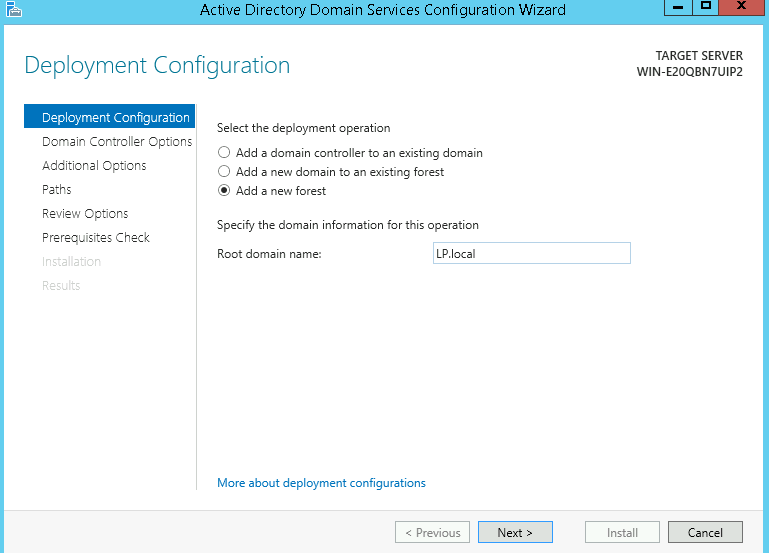 Active Directory Domain Services Configuration Wizard
Deployment Configuration
TARGET SERVER
WIN-E20QBN7UIP2
Deployment Configuration
Domain Controller Options
Additional Options
Paths
Review Options
Prerequisites Check
Installation
Results
Select the deployment operation
Add a domain controller to an existing domain
Add a new domain to an existing forest
Add a new forest
Specify the domain information for this operation
Root domain name: LP.local
More about deployment configurations
< Previous Next > Install Cancel